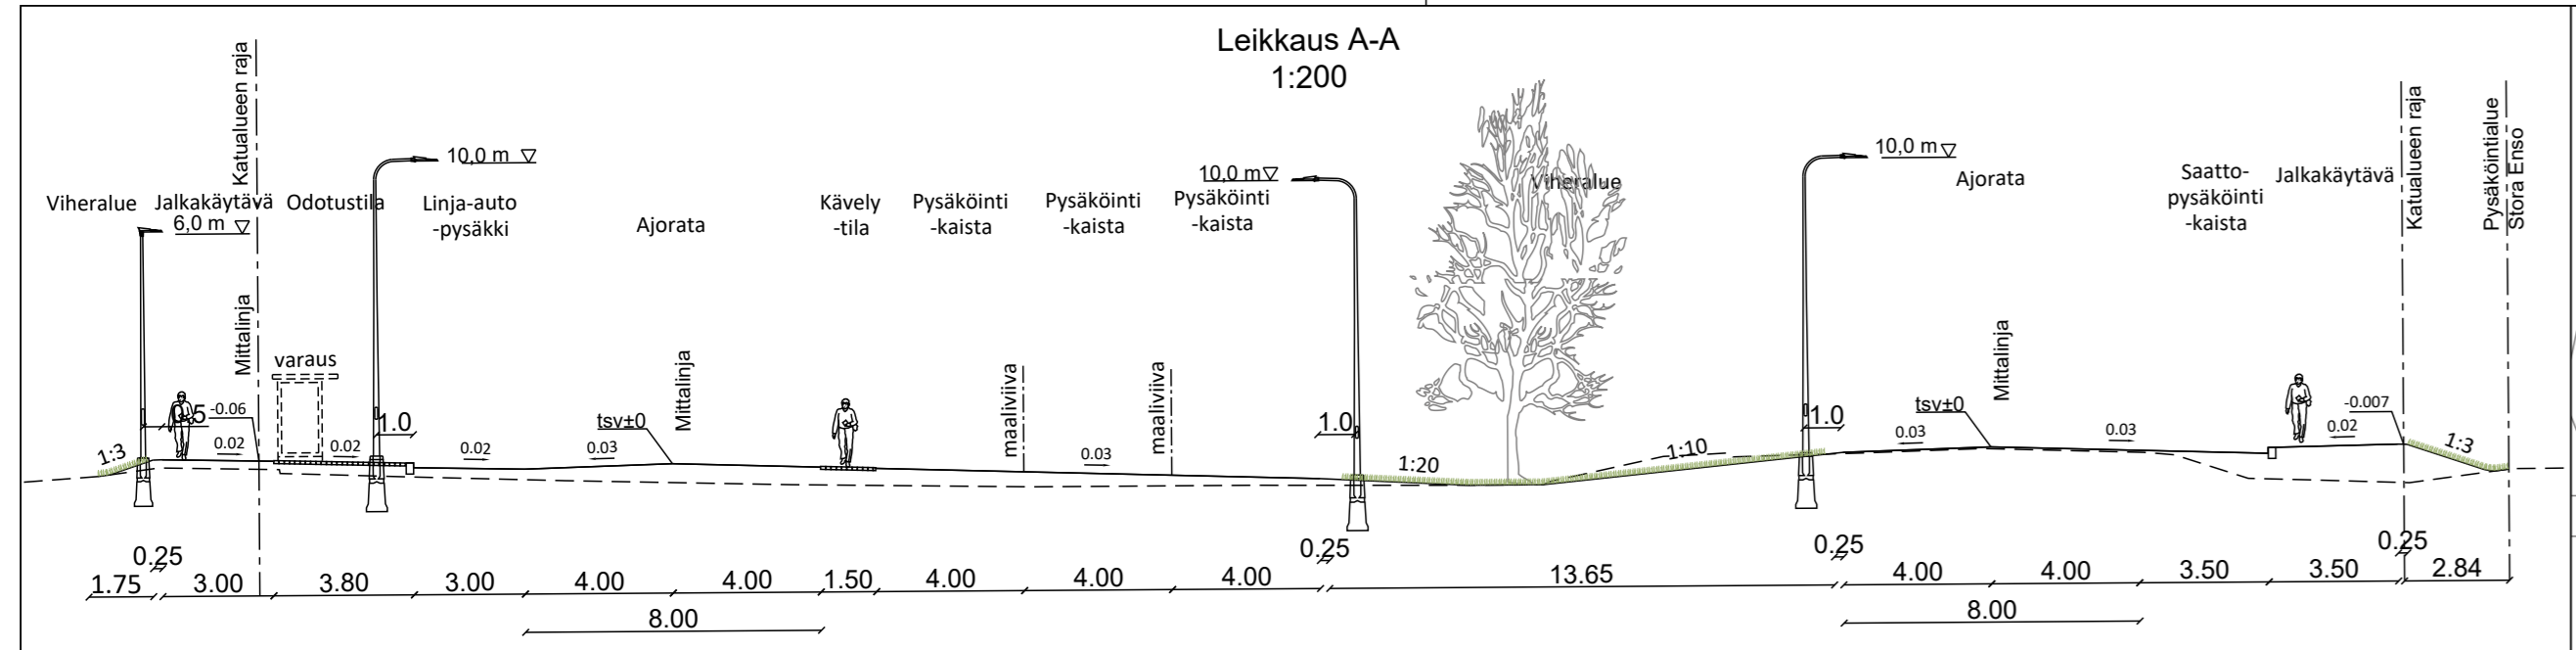 Leikkaus A-A
1:200
Katualueen raja
Katualueen raja
Pysäköintialue
Stora Enso
10,0 m
10,0 m
10,0 m
6,0 m
Viheralue
Jalkakäytävä
Odotustila
Linja-auto
-pysäkki
Ajorata
Kävely
-tila
Pysäköinti
-kaista
Pysäköinti
-kaista
Pysäköinti
-kaista
Viheralue
Ajorata
Saatto-
pysäköinti
-kaista
Jalkakäytävä
Mittalinja
varaus
Mittalinja
maaliviiva
maaliviiva
Mittalinja
-0.06
1.0
tsv±0
1.0
1.0
tsv±0
-0.007
1:3
0.02
0.02
0.02
0.03
0.03
1:20
1:10
0.03
0.03
0.02
1:3
0.25
0.25
0.25
0.25
1.75
3.00
3.80
3.00
4.00
4.00
1.50
4.00
4.00
4.00
13.65
4.00
4.00
3.50
3.50
2.84
8.00
8.00